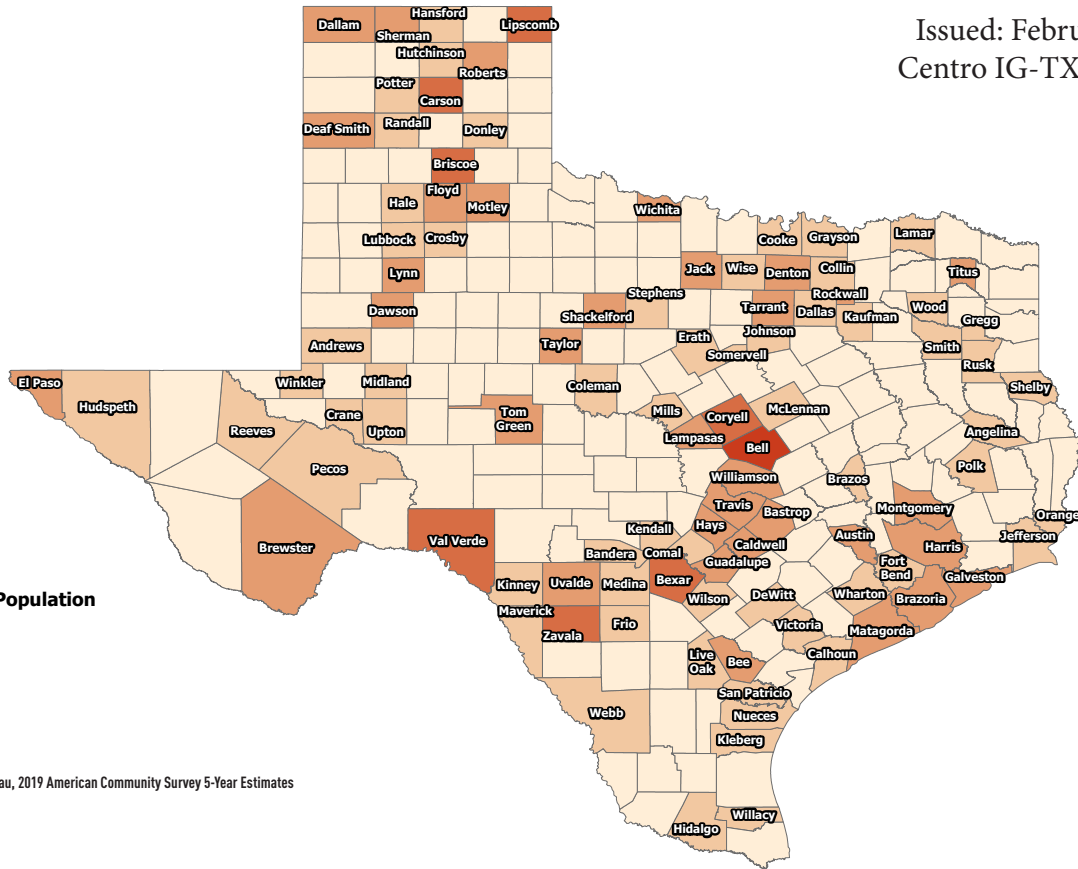 Issued: Febru
Centro IG-TX
Dallam
Hansford
Sherman
Lipscomb
Hutchinson
Roberts
Potter
Carson
Deaf Smith
Randall
Donley
Briscoe
Floyd
Hale
Motley
Wichita
Lubbock
Crosby
Cooke
Grayson
Lamar
Lynn
Jack
Wise
Denton
Collin
Titus
Stephens
Rockwall
Dawson
Shackelford
Tarrant
Dallas
Kaufman
Wood
Gregg
Andrews
Taylor
Erath
Johnson
Somervell
Smith
Rusk
El Paso
Hudspeth
Winkler
Midland
Coleman
Shelby
Crane
Upton
Reeves
Tom
Green
Mills
Coryell
McLennan
Lampasas
Bell
Angelina
Pecos
Williamson
Brazos
Polk
Travis
Bastrop
Montgomery
Orange
Brewster
Val Verde
Kendall
Hays
Caldwell
Austin
Harris
Jefferson
Bandera
Comal
Guadalupe
Fort
Bend
Galveston
Kinney
Uvalde
Medina
Bexar
Wilson
DeWitt
Wharton
Brazoria
Population
Maverick
Zavala
Frio
Victoria
Matagorda
Live
Oak
Bee
Calhoun
San Patricio
Webb
Nueces
Kleberg
au, 2019 American Community Survey 5-Year Estimates
Willacy
Hidalgo